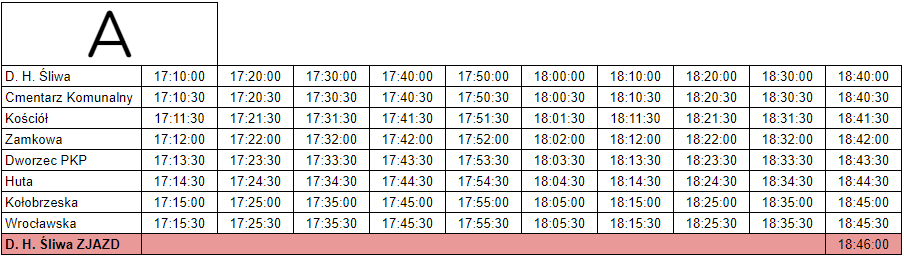 A
D. H. Śliwa 17:10:00 17:20:00 17:30:00 17:40:00 17:50:00 18:00:00 18:10:00 18:20:00 18:30:00 18:40:00
Cmentarz Komunalny 17:10:30 17:20:30 17:30:30 17:40:30 17:50:30 18:00:30 18:10:30 18:20:30 18:30:30 18:40:30
Kościół 17:11:30 17:21:30 17:31:30 17:41:30 17:51:30 18:01:30 18:11:30 18:21:30 18:31:30 18:41:30
Zamkowa 17:12:00 17:22:00 17:32:00 17:42:00 17:52:00 18:02:00 18:12:00 18:22:00 18:32:00 18:42:00
Dworzec PKP 17:13:30 17:23:30 17:33:30 17:43:30 17:53:30 18:03:30 18:13:30 18:23:30 18:33:30 18:43:30
Huta 17:14:30 17:24:30 17:34:30 17:44:30 17:54:30 18:04:30 18:14:30 18:24:30 18:34:30 18:44:30
Kołobrzeska 17:15:00 17:25:00 17:35:00 17:45:00 17:55:00 18:05:00 18:15:00 18:25:00 18:35:00 18:45:00
Wrocławska 17:15:30 17:25:30 17:35:30 17:45:30 17:55:30 18:05:30 18:15:30 18:25:30 18:35:30 18:45:30
D. H. Śliwa ZJAZD 18:46:00